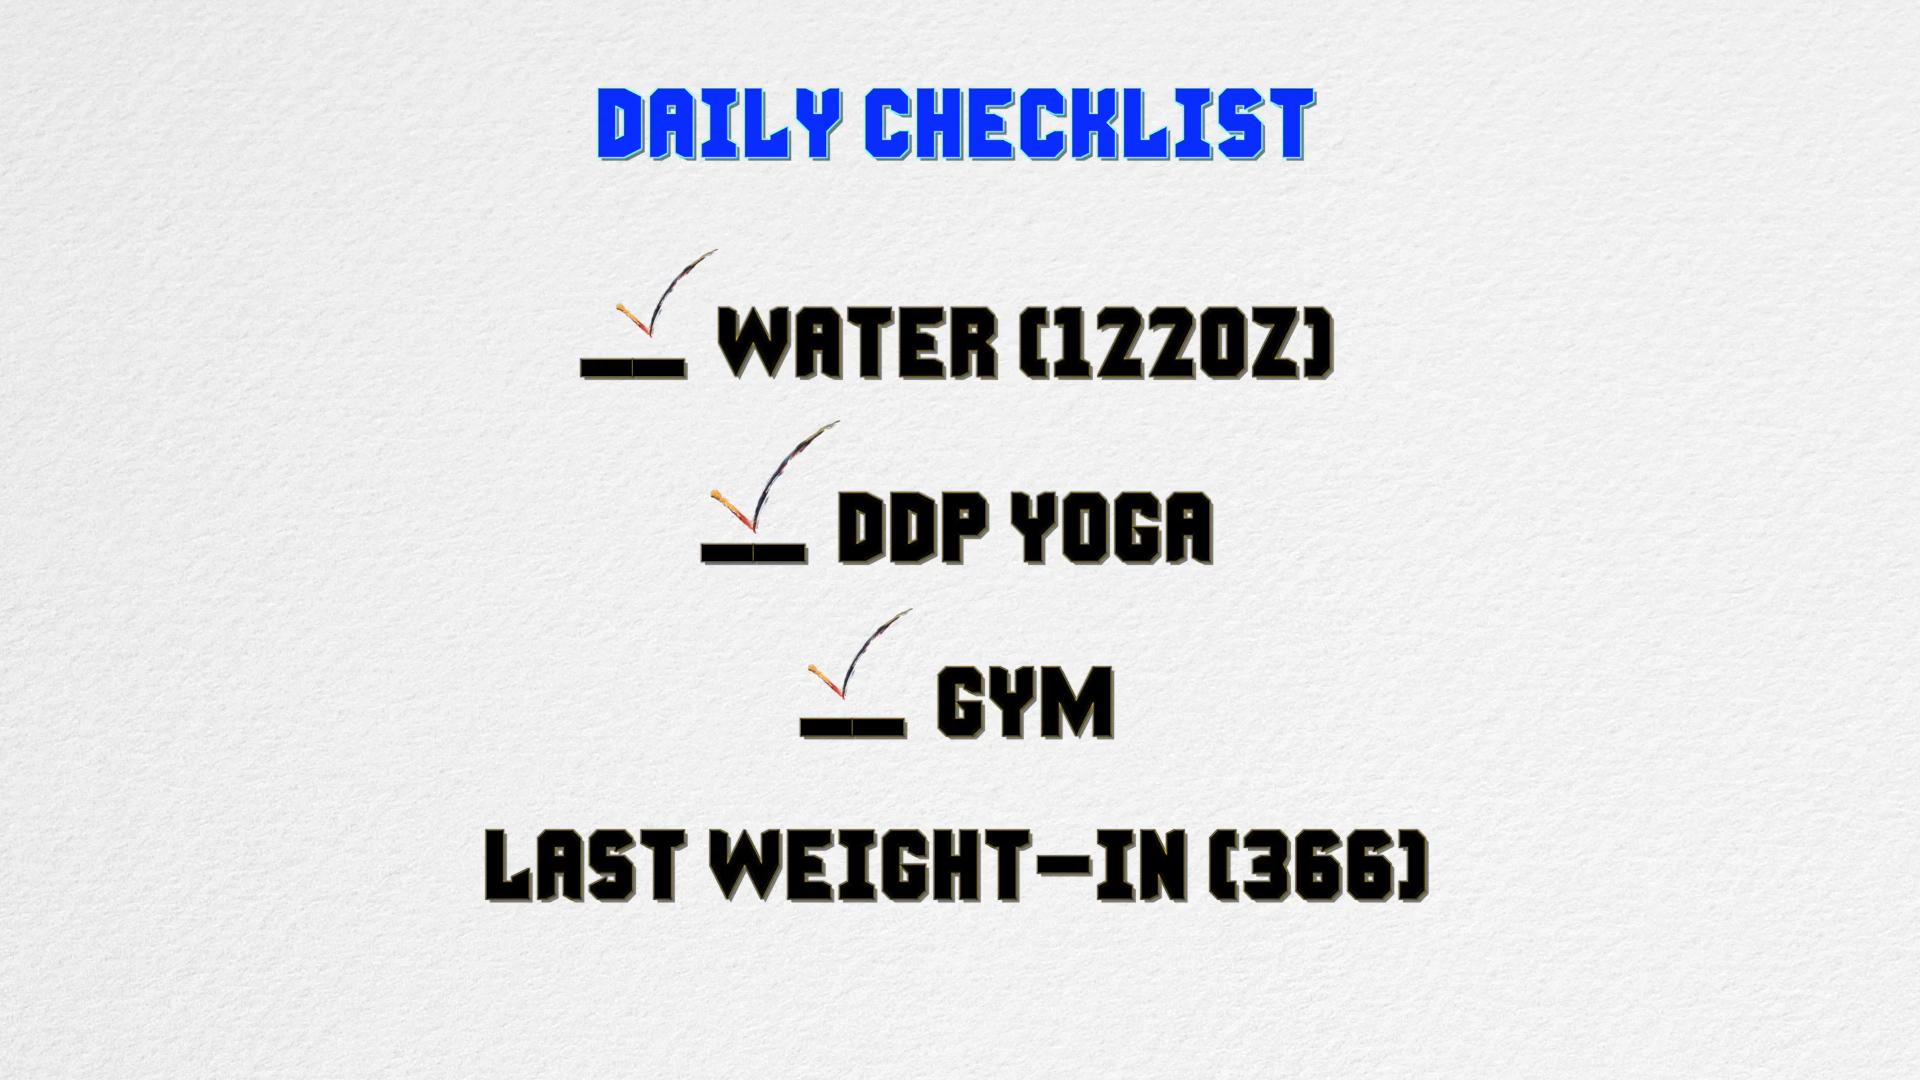 DAILY CHECKLIST
__ WATER (122OZ)
__ DDP YOGA
__ GYM
LAST WEIGHT-IN (366)